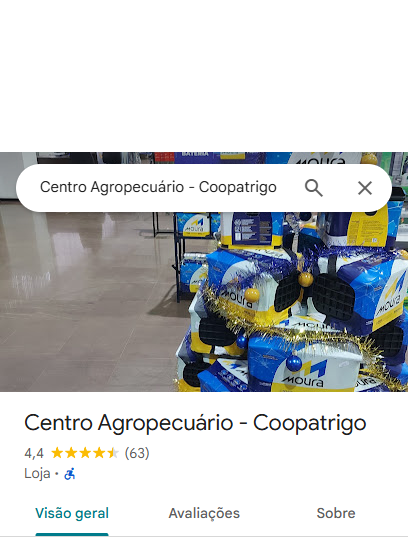 BATERIA
moura
Centro Agropecuário - Coopatrigo
moura
moura
moura
moura
Centro Agropecuário - Coopatrigo
4,4 (63)
Loja ·
Visão geral Avaliações Sobre